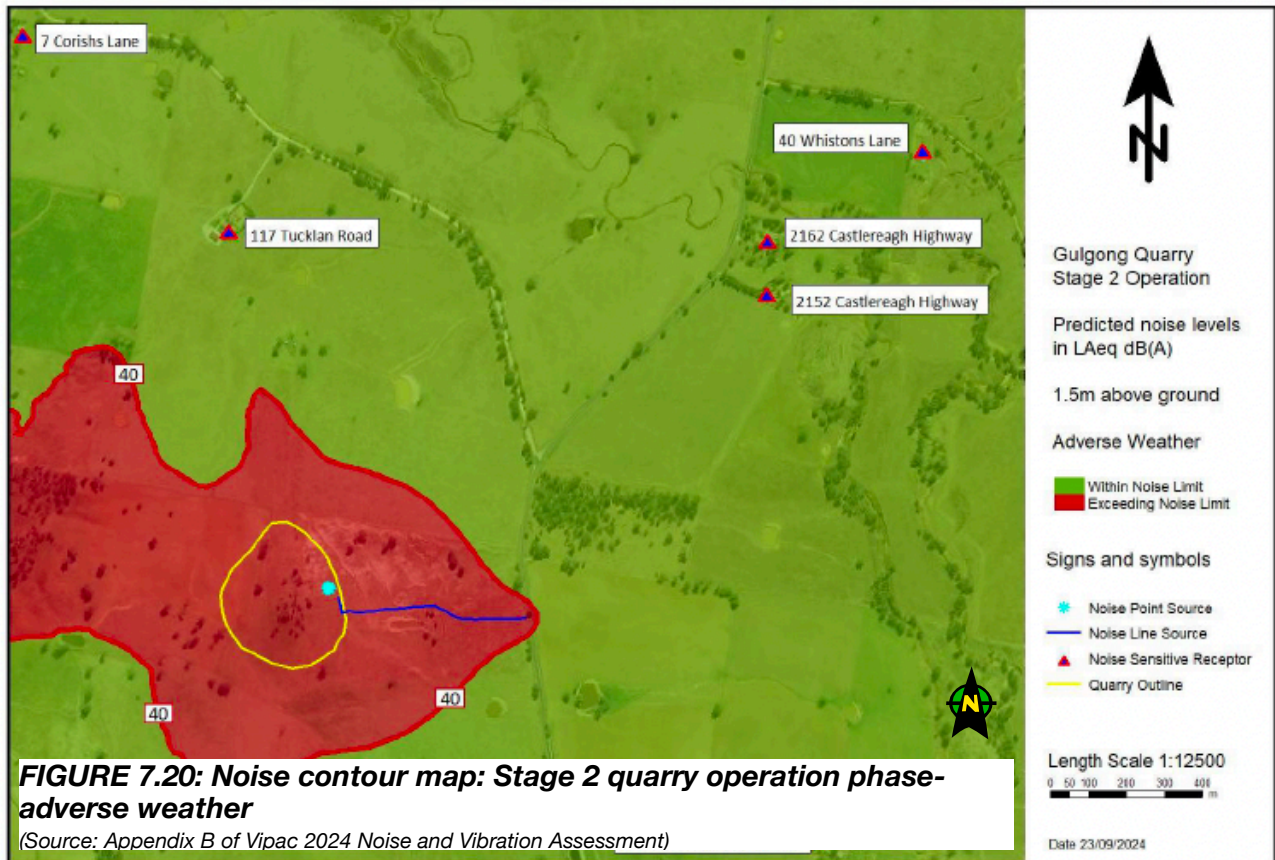 7 Corishs Lane
40 Whistons Lane
117 Tucklan Road
2162 Castlereagh Highway
2152 Castlereagh Highway
40
40
40
N
FIGURE 7.20: Noise contour map: Stage 2 quarry operation phase-
adverse weather
(Source: Appendix B of Vipac 2024 Noise and Vibration Assessment)
N
Gulgong Quarry
Stage 2 Operation
Predicted noise levels
in LAeq dB(A)
1.5m above ground
Adverse Weather
Within Noise Limit
Exceeding Noise Limit
Signs and symbols
Noise Point Source
Noise Line Source
Noise Sensitive Receptor
Quarry Outline
Length Scale 1:12500
0 50 100 200 300 400
m
Date 23/09/2024